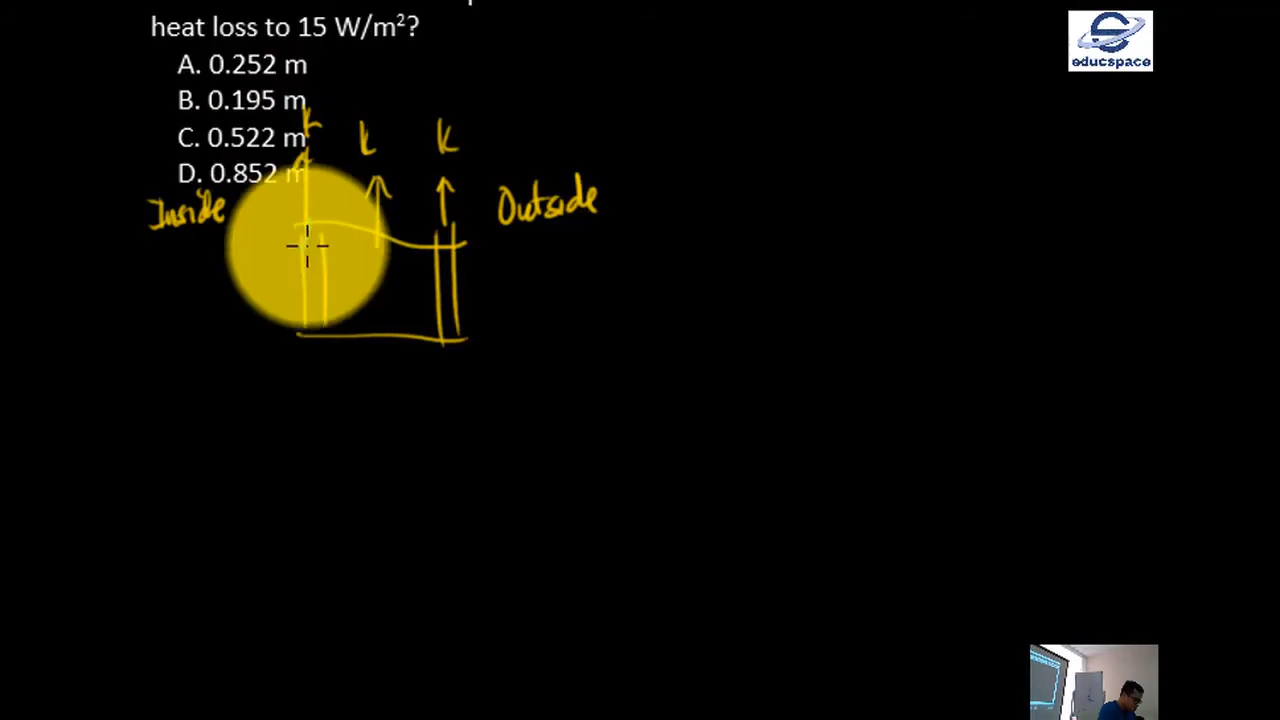 heat loss to 15 W/m²?
A. 0.252 m
B. 0.195 m
C. 0.522 m
D. 0.852 m
k k k
Inside Outside
educspace